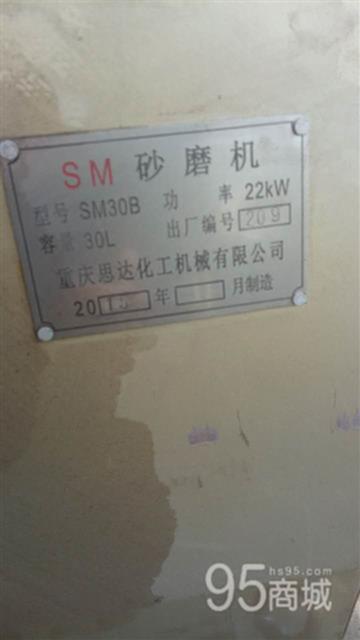 SM 砂磨机
型号 SM30B 功率 22kW
容量 30L 出厂编号 209
重庆思达化工机械有限公司
20 年 月制造
hs95.com
95商城